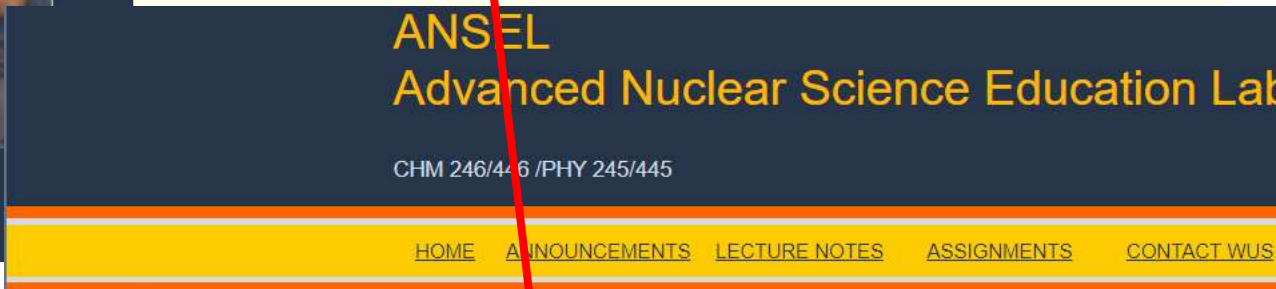 ANSEL
Advanced Nuclear Science Education Lab
CHM 246/446 /PHY 245/445
HOME ANNOUNCEMENTS LECTURE NOTES ASSIGNMENTS CONTACT WUS